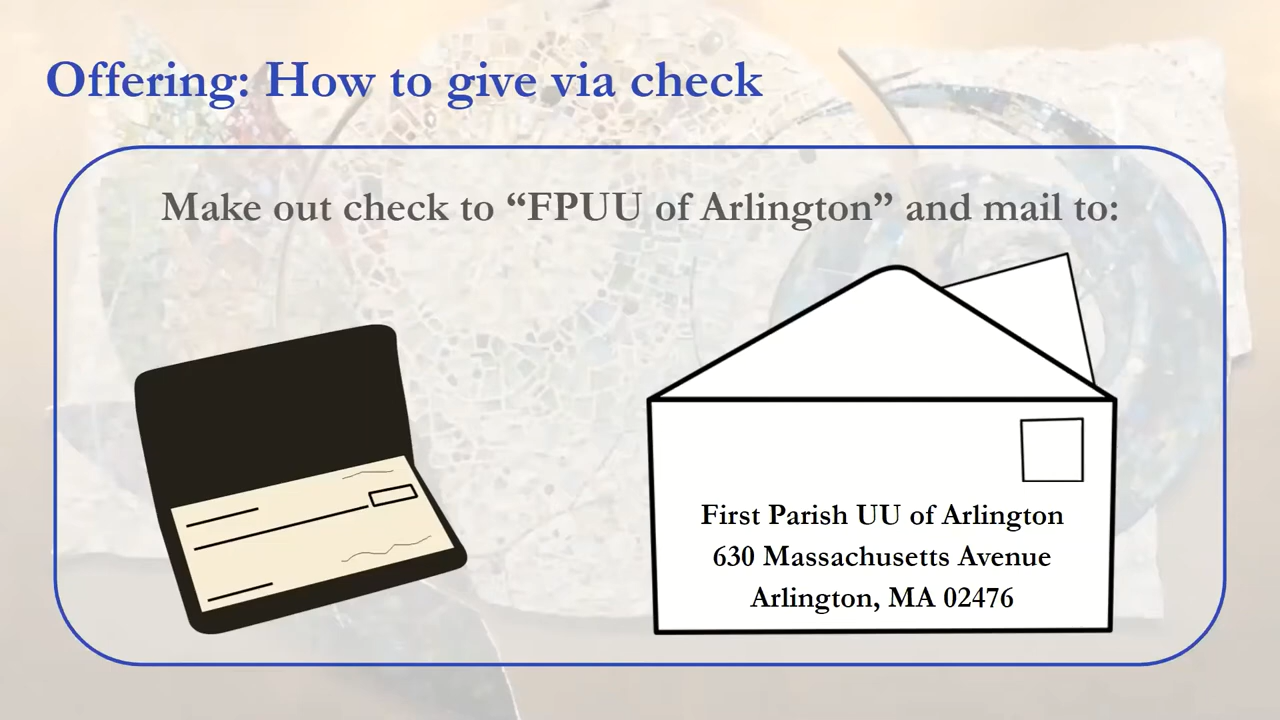 Offering: How to give via check
Make out check to “FPUU of Arlington” and mail to:
First Parish UU of Arlington
630 Massachusetts Avenue
Arlington, MA 02476